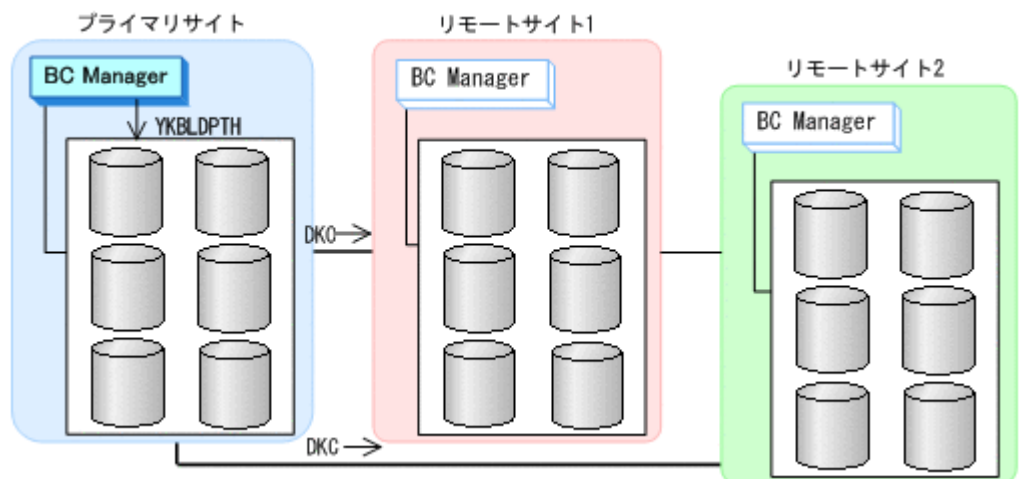 プライマリサイト
リモートサイト1
リモートサイト2
BC Manager
BC Manager
BC Manager
YKBLDPTH
DKC
DKC